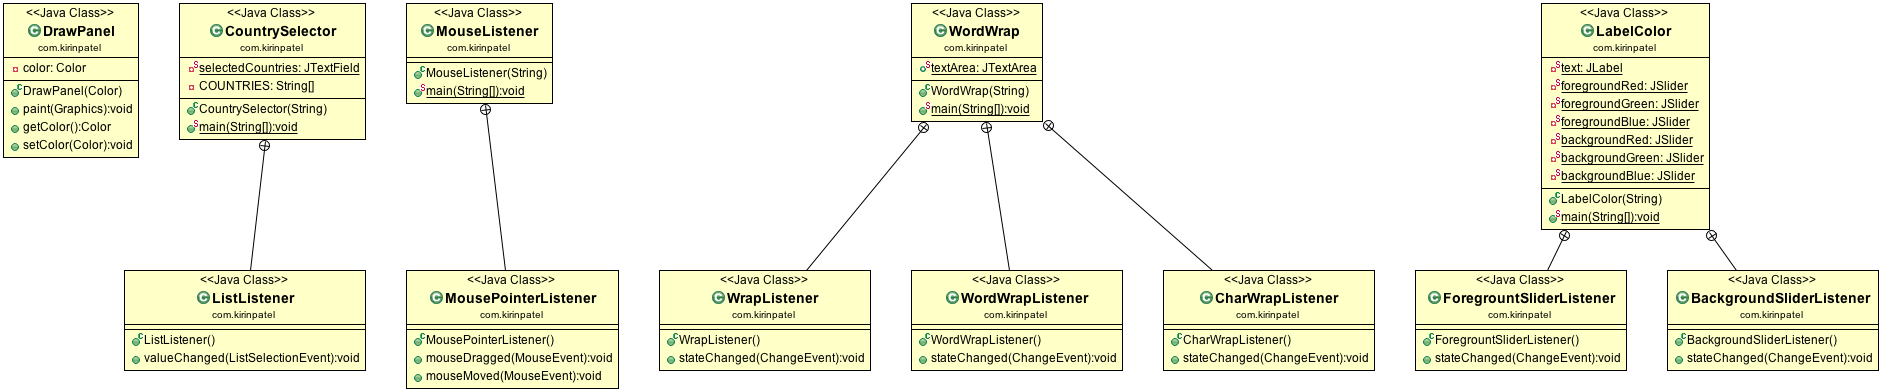 <<Java Class>>
DrawPanel
com.kirinpatel
color: Color
DrawPanel(Color)
paint(Graphics):void
getColor():Color
setColor(Color):void
<<Java Class>>
CountrySelector
com.kirinpatel
selectedCountries: JTextField
COUNTRIES: String[]
CountrySelector(String)
main(String[]):void
<<Java Class>>
MouseListener
com.kirinpatel
MouseListener(String)
main(String[]):void
<<Java Class>>
WordWrap
com.kirinpatel
textArea: JTextArea
WordWrap(String)
main(String[]):void
<<Java Class>>
LabelColor
com.kirinpatel
text: JLabel
foregroundRed: JSlider
foregroundGreen: JSlider
foregroundBlue: JSlider
backgroundRed: JSlider
backgroundGreen: JSlider
backgroundBlue: JSlider
LabelColor(String)
main(String[]):void
<<Java Class>>
ListListener
com.kirinpatel
ListListener()
valueChanged(ListSelectionEvent):void
<<Java Class>>
MousePointerListener
com.kirinpatel
MousePointerListener()
mouseDragged(MouseEvent):void
mouseMoved(MouseEvent):void
<<Java Class>>
WrapListener
com.kirinpatel
WrapListener()
stateChanged(ChangeEvent):void
<<Java Class>>
WordWrapListener
com.kirinpatel
WordWrapListener()
stateChanged(ChangeEvent):void
<<Java Class>>
CharWrapListener
com.kirinpatel
CharWrapListener()
stateChanged(ChangeEvent):void
<<Java Class>>
ForegrountSliderListener
com.kirinpatel
ForegrountSliderListener()
stateChanged(ChangeEvent):void
<<Java Class>>
BackgroundSliderListener
com.kirinpatel
BackgroundSliderListener()
stateChanged(ChangeEvent):void